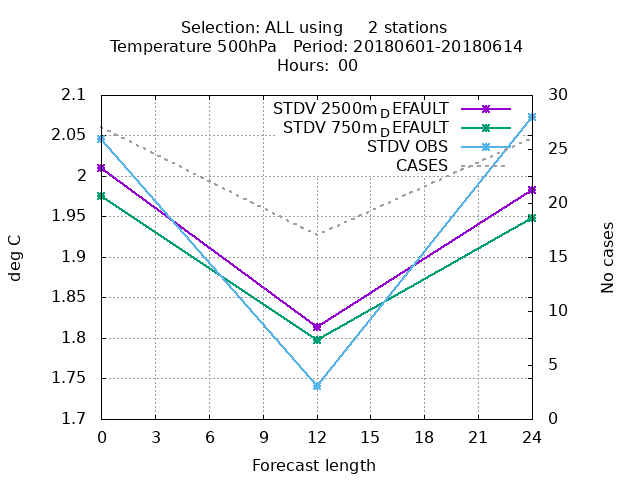 Selection: ALL using     2 stations
Temperature 500hPa   Period: 20180601-20180614
Hours:  00
2.1
2.05
2
1.95
1.9
1.85
1.8
1.75
1.7
deg C
STDV 2500m_DEFAULT
STDV 750m_DEFAULT
STDV OBS
CASES
30
25
20
15
10
5
0
No cases
0 3 6 9 12 15 18 21 24
Forecast length